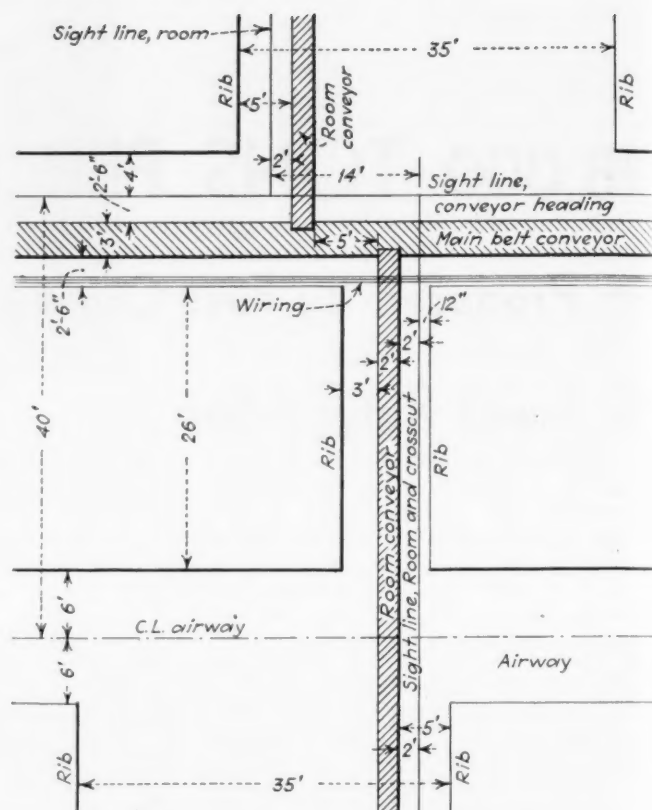 Sight line, room
35'
Rib
5'
Room
conveyor
Rib
2'
14'
2'-6"
4'
Sight line,
conveyor heading
3'
5'
Main belt conveyor
2'-6"
Wiring
12"
2'
2'
3'
40'
26'
Rib
Room conveyor
Sight line, Room and crosscut
Rib
6'
C.L. airway
Airway
6'
5'
2'
Rib
35'
Rib